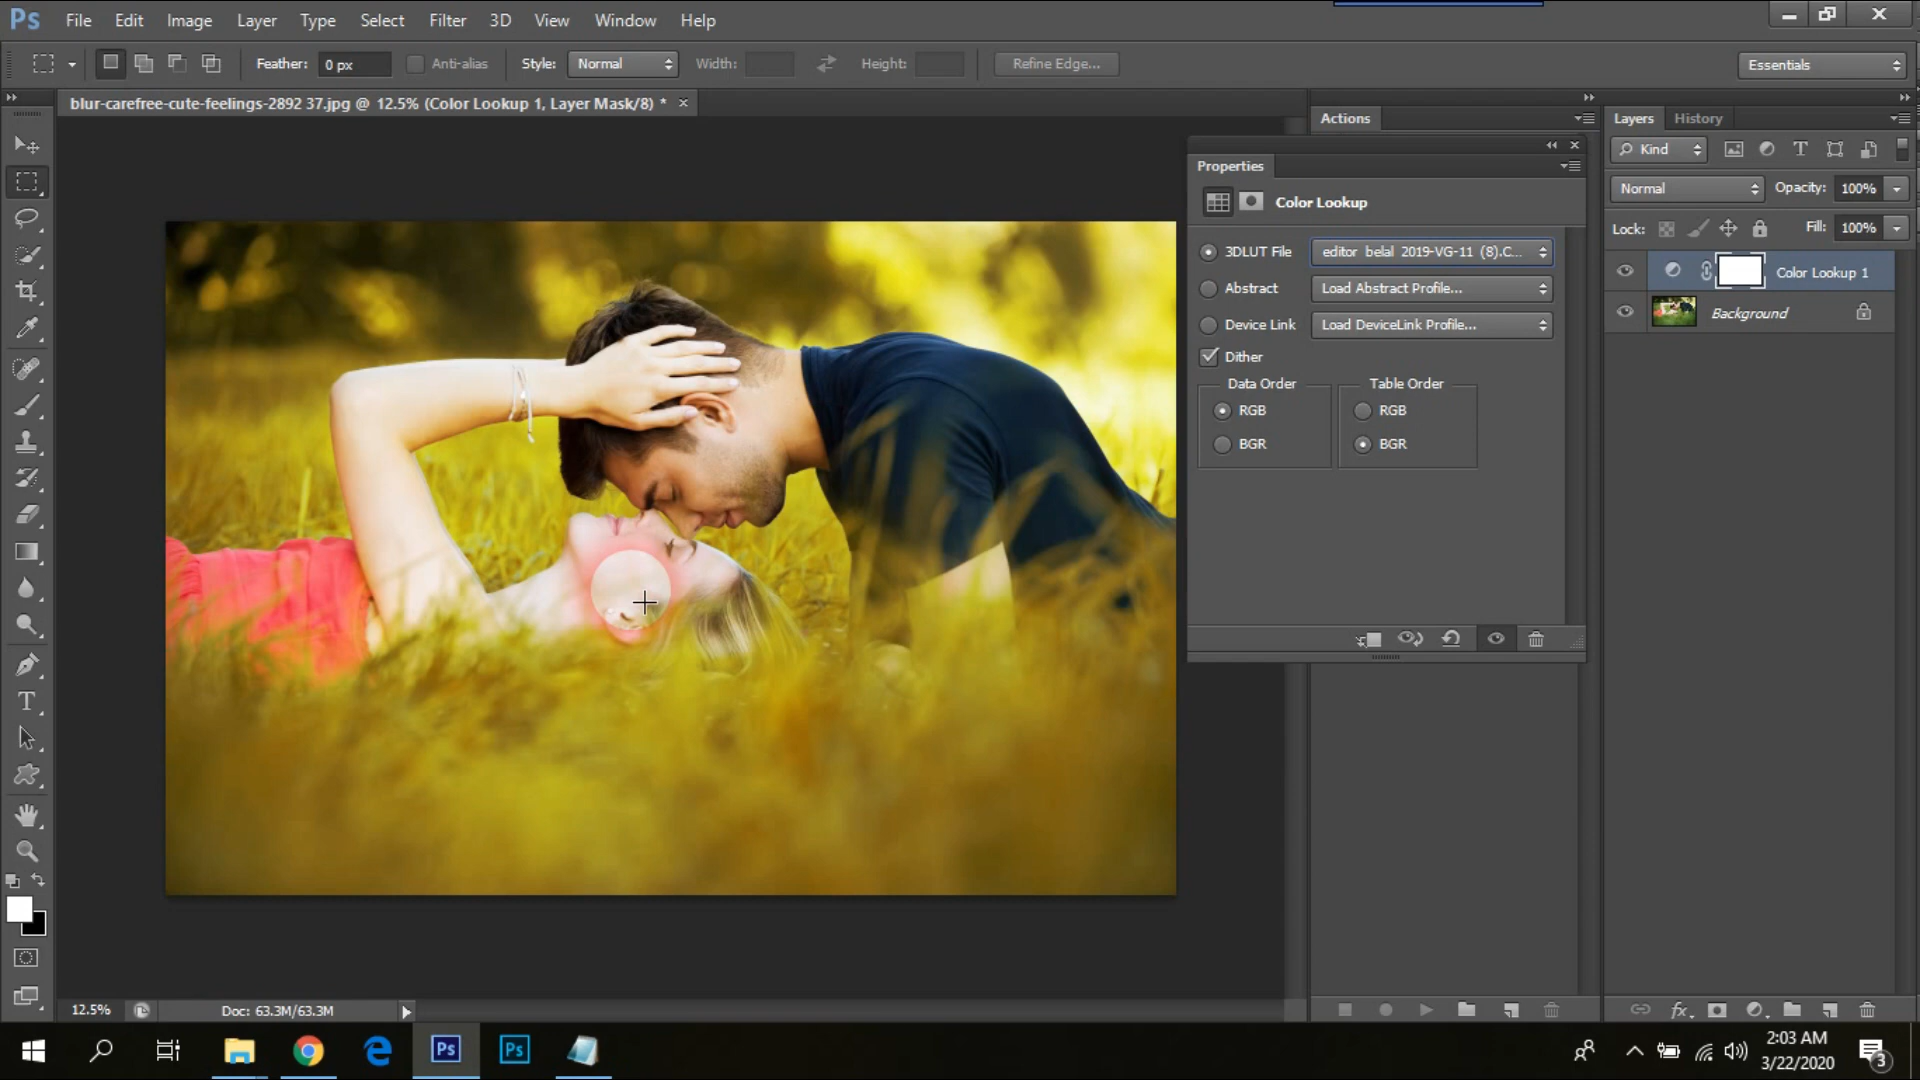 Ps File Edit Image Layer Type Select Filter 3D View Window Help
Feather: 0 px Anti-alias Style: Normal Width: Height: Refine Edge... Essentials
blur-carefree-cute-feelings-2892 37.jpg @ 12.5% (Color Lookup 1, Layer Mask/8) *
Actions
Layers History
Kind
Properties
Normal Opacity: 100%
Color Lookup
Lock: Fill: 100%
3DLUT File editor belal 2019-VG-11 (8).C...
Color Lookup 1
Abstract Load Abstract Profile...
Background
Device Link Load DeviceLink Profile...
Dither
Data Order Table Order
RGB RGB
BGR BGR
fx
12.5% Doc: 63.3M/63.3M
Ps Ps
2:03 AM
3/22/2020
3